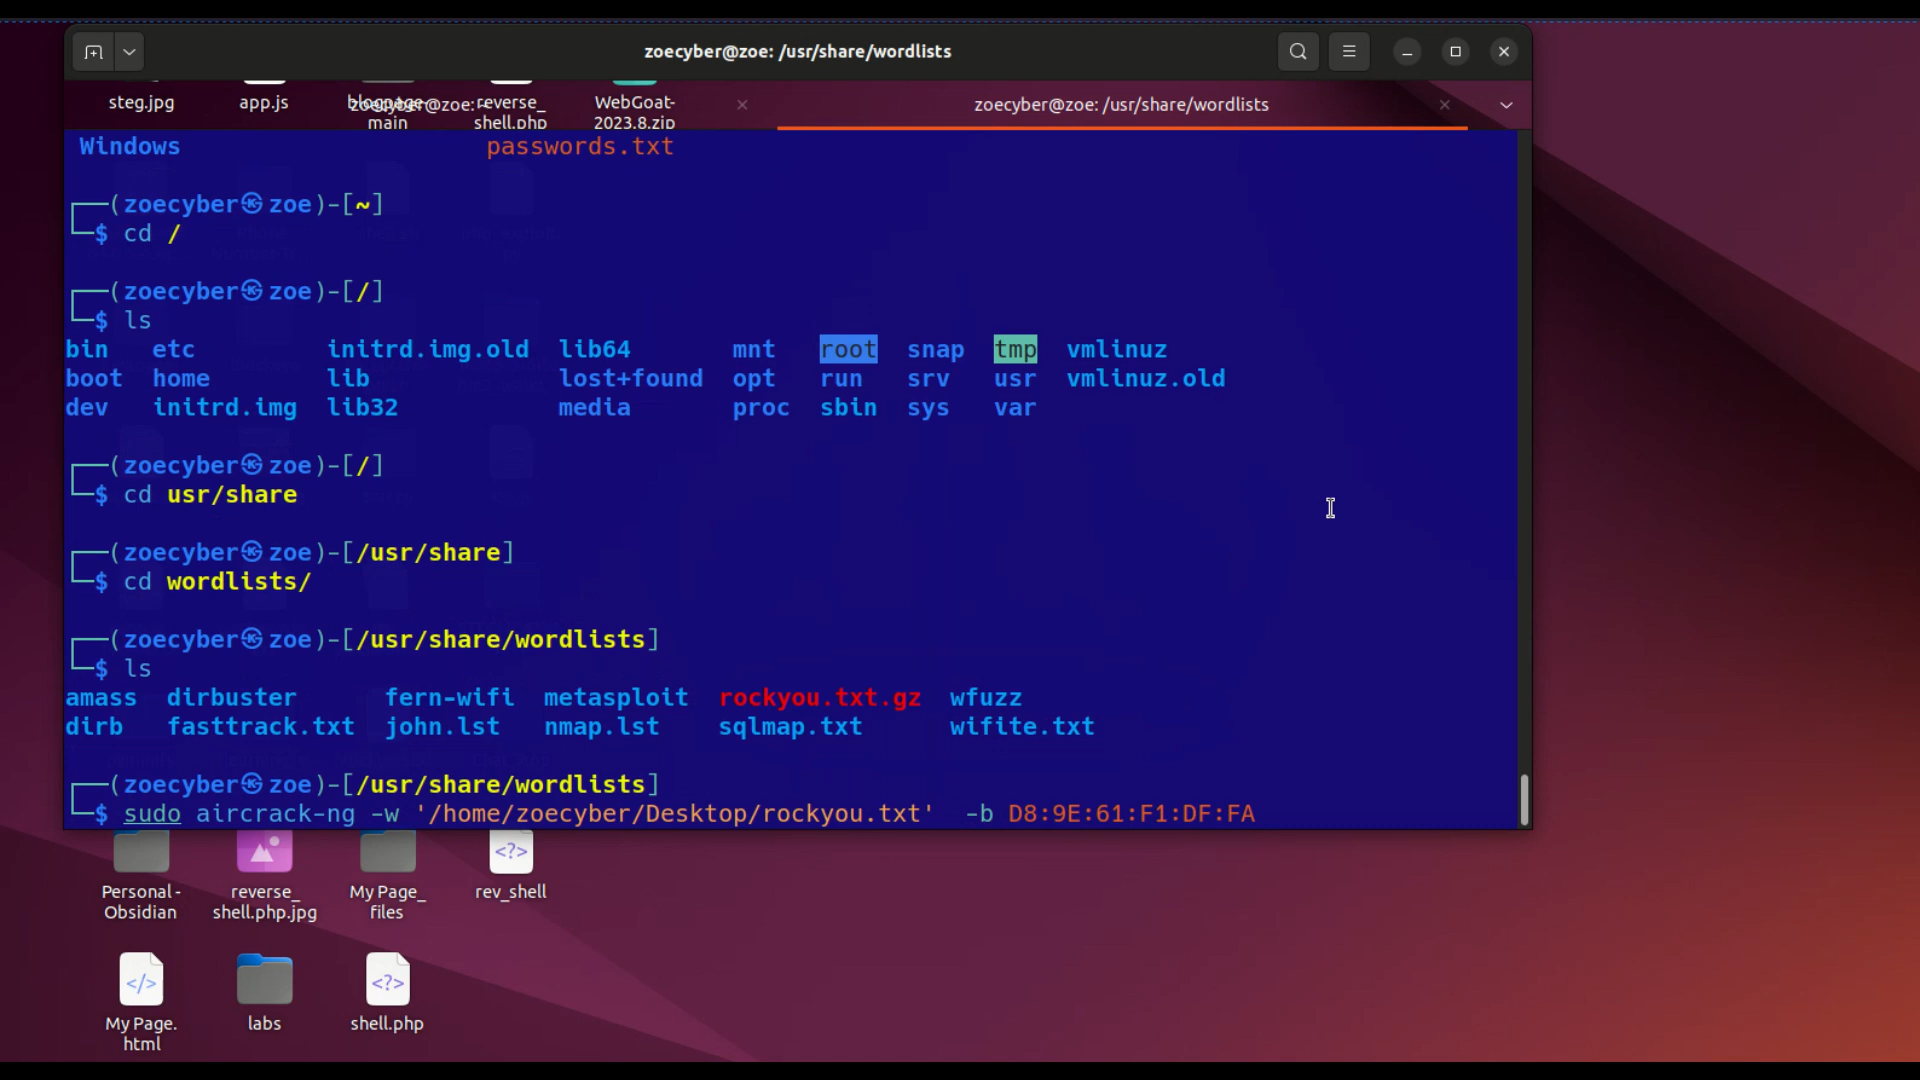 zoecyber@zoe: /usr/share/wordlists
steg.jpg app.js blogpage-main reverse_shell.php WebGoat-2023.8.zip
zoecyber@zoe: ~ zoecyber@zoe: /usr/share/wordlists
Windows passwords.txt
┌──(zoecyber㉿zoe)-[~]
└─$ cd /
┌──(zoecyber㉿zoe)-[/]
└─$ ls
bin etc initrd.img.old lib64 mnt root snap tmp vmlinuz
boot home lib lost+found opt run srv usr vmlinuz.old
dev initrd.img lib32 media proc sbin sys var
┌──(zoecyber㉿zoe)-[/]
└─$ cd usr/share
┌──(zoecyber㉿zoe)-[/usr/share]
└─$ cd wordlists/
┌──(zoecyber㉿zoe)-[/usr/share/wordlists]
└─$ ls
amass dirbuster fern-wifi metasploit rockyou.txt.gz wfuzz
dirb fasttrack.txt john.lst nmap.lst sqlmap.txt wifite.txt
┌──(zoecyber㉿zoe)-[/usr/share/wordlists]
└─$ sudo aircrack-ng -w '/home/zoecyber/Desktop/rockyou.txt' -b D8:9E:61:F1:DF:FA
Personal - reverse_ My Page_ rev_shell
Obsidian shell.php.jpg files
My Page. labs shell.php
html